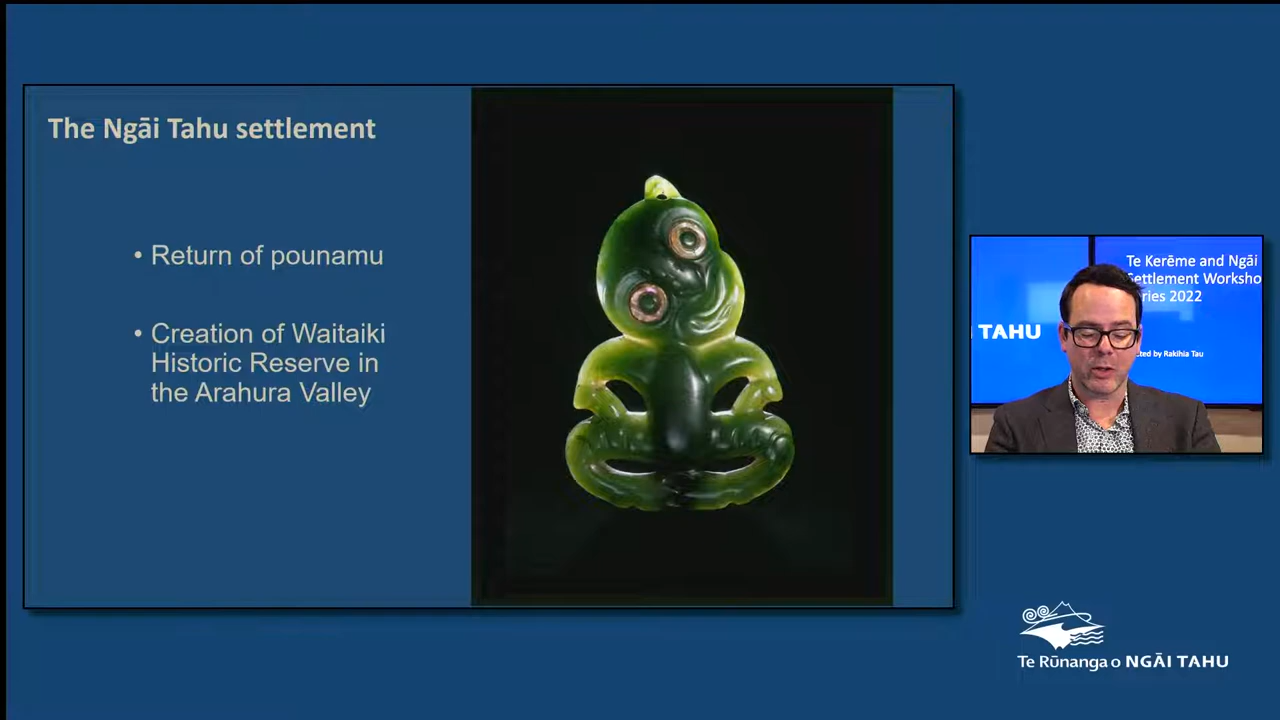 The Ngāi Tahu settlement
• Return of pounamu
• Creation of Waitaiki
Historic Reserve in
the Arahura Valley
Te Kerēme and Ngāi
Settlement Worksho
ries 2022
TAHU
cted by Rakihia Tau
Te Rūnanga o NGĀI TAHU